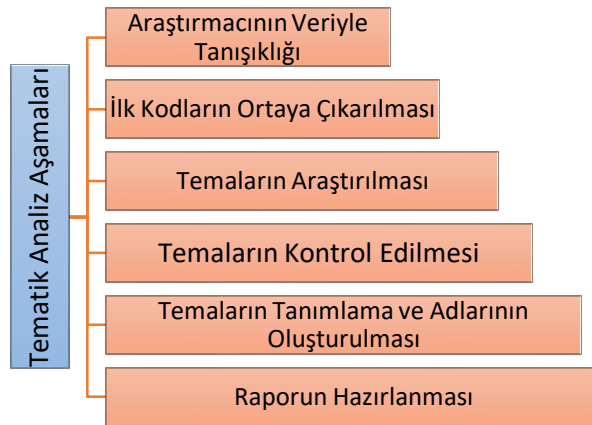 Tematik Analiz Aşamaları
Araştırmacının Veriyle
Tanışıklığı
İlk Kodların Ortaya Çıkarılması
Temaların Araştırılması
Temaların Kontrol Edilmesi
Temaların Tanımlama ve Adlarının
Oluşturulması
Raporun Hazırlanması